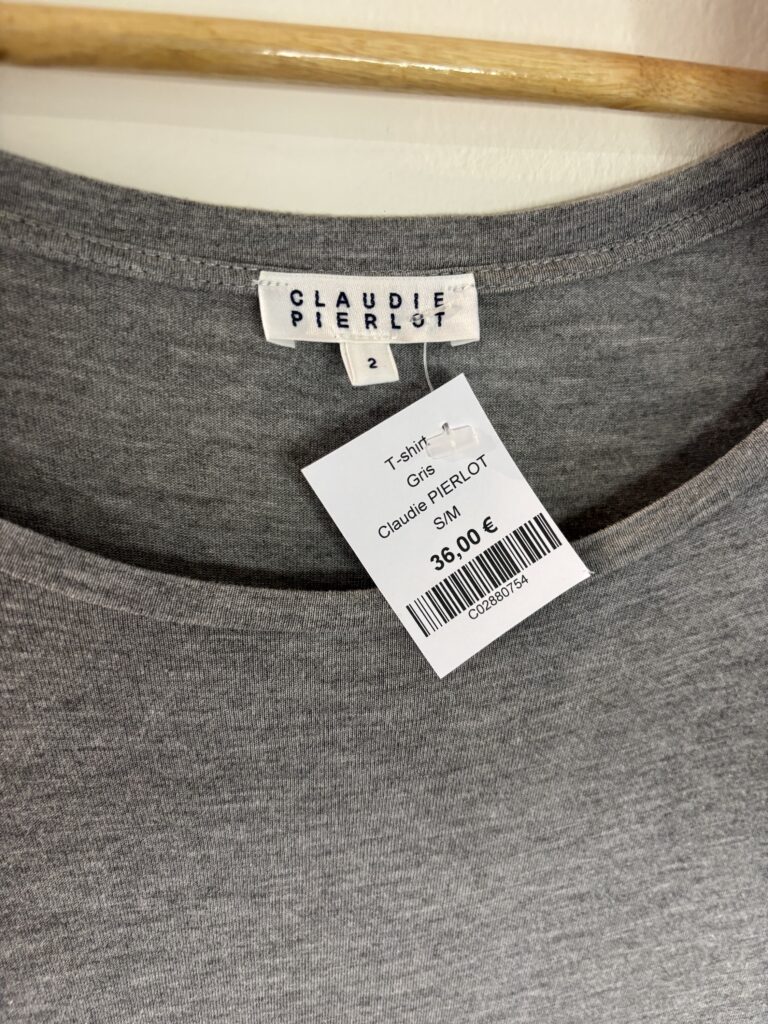 CLAUDIE
PIERLOT
2
T-shirt
Gris
Claudie PIERLOT
S/M
36,00 €
C02880754